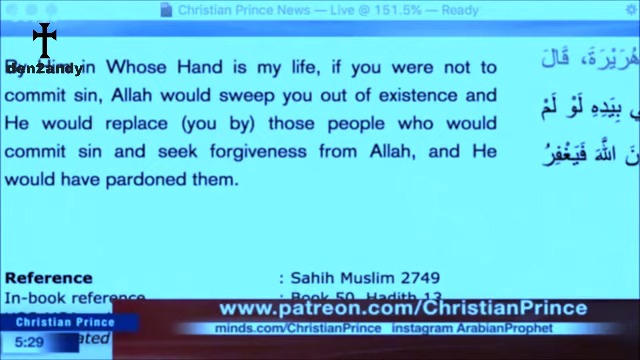 Christian Prince News — Live @ 151.5% — Ready
den2andy
By Him in Whose Hand is my life, if you were not to
commit sin, Allah would sweep you out of existence and
He would replace (you by) those people who would
commit sin and seek forgiveness from Allah, and He
would have pardoned them.
هُرَيْرَةَ، قَالَ
بِيَدِهِ لَوْ لَمْ
اللَّهَ فَيَغْفِرُ
Reference : Sahih Muslim 2749
In-book reference : Book 50, Hadith 13
www.patreon.com/ChristianPrince
Christian Prince
minds.com/ChristianPrince instagram ArabianProphet
5:29